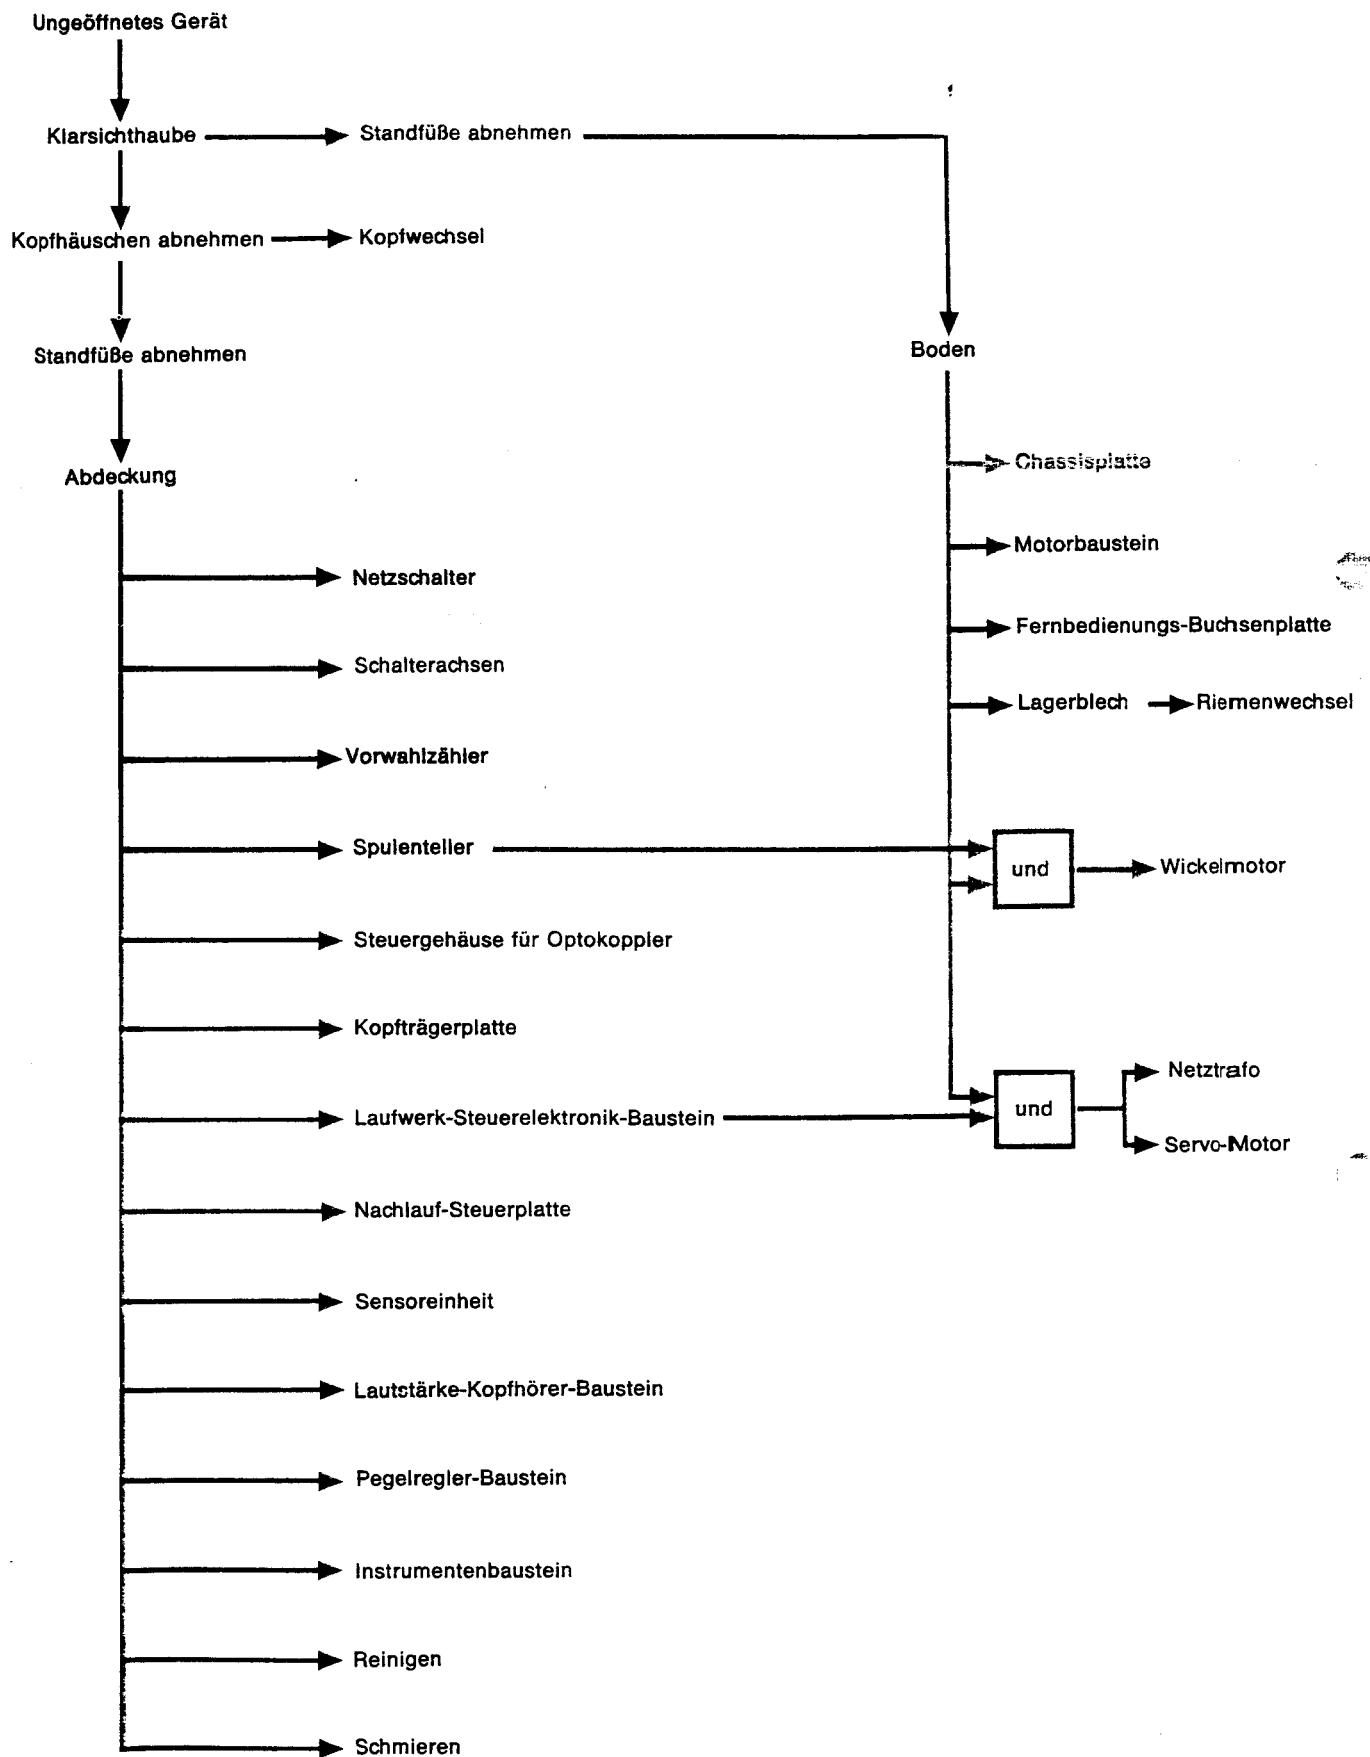 Ungeöffnetes Gerät
Klarsichthaube
Standfüße abnehmen
Kopfhäuschen abnehmen
Kopfwechsel
Standfüße abnehmen
Boden
Abdeckung
Chassisplatte
Motorbaustein
Netzschalter
Fernbedienungs-Buchsenplatte
Schalterachsen
Lagerblech
Riemenwechsel
Vorwahlzähler
Spulenteller
und
Wickelmotor
Steuergehäuse für Optokoppler
Kopfträgerplatte
Netztrafo
Laufwerk-Steuerelektronik-Baustein
und
Servo-Motor
Nachlauf-Steuerplatte
Sensoreinheit
Lautstärke-Kopfhörer-Baustein
Pegelregler-Baustein
Instrumentenbaustein
Reinigen
Schmieren